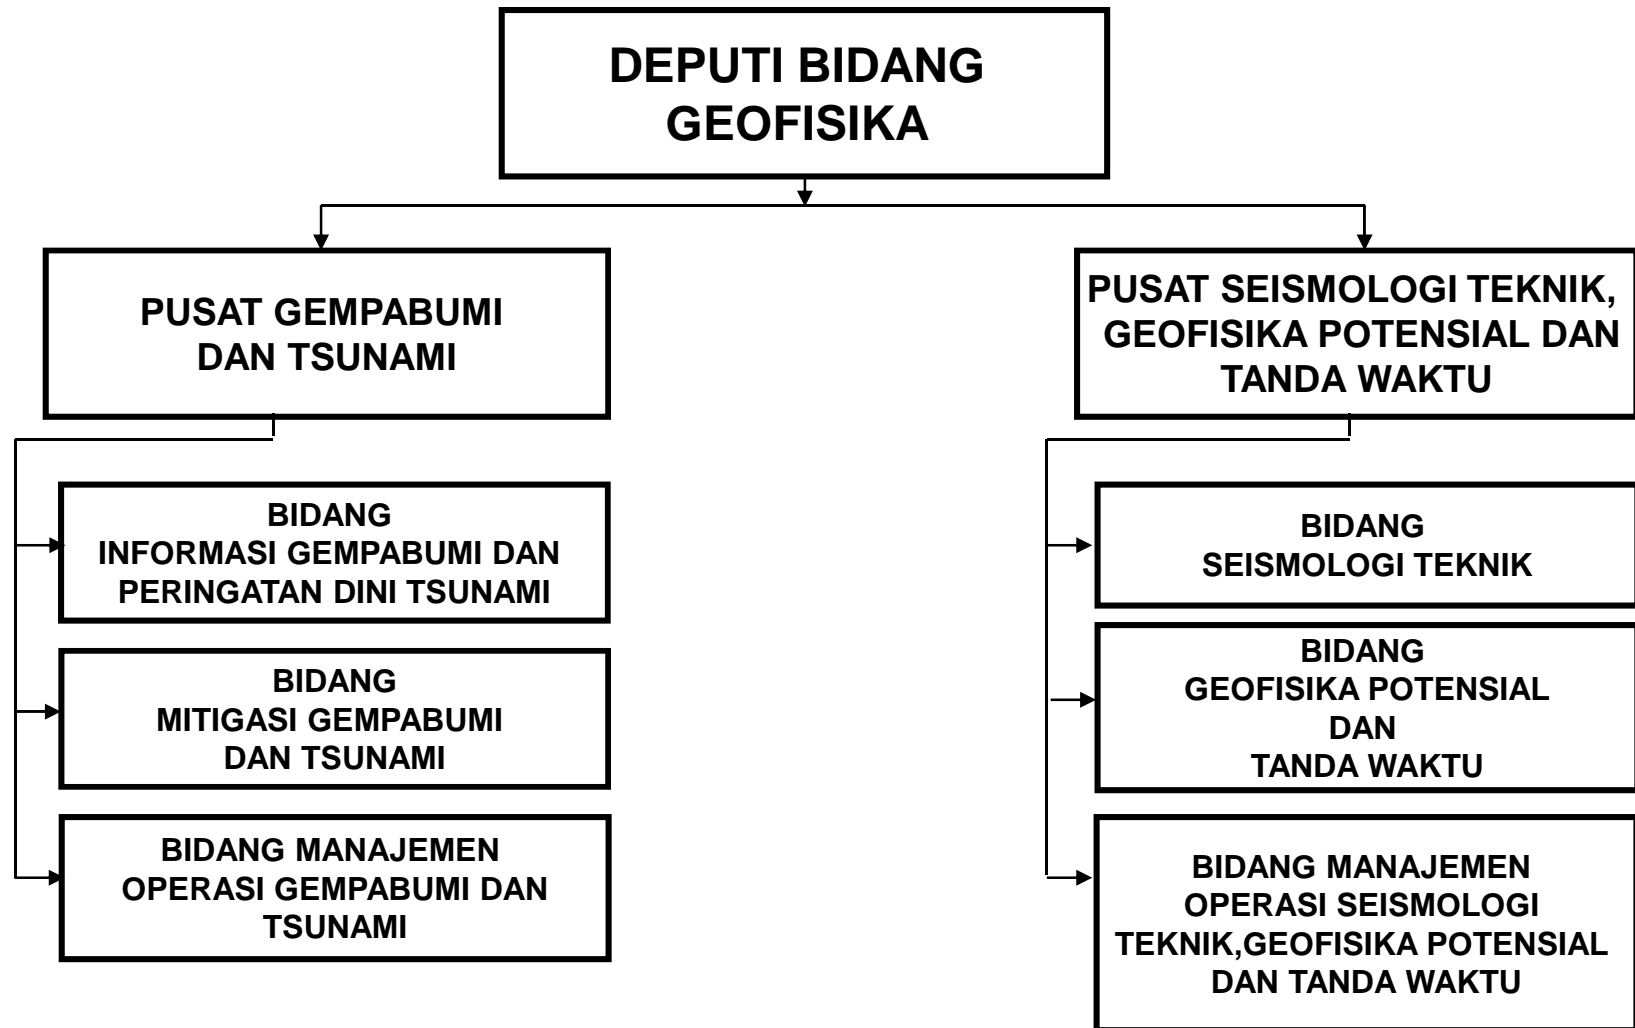 DEPUTI BIDANG
GEOFISIKA
PUSAT GEMPABUMI
DAN TSUNAMI
PUSAT SEISMOLOGI TEKNIK,
GEOFISIKA POTENSIAL DAN
TANDA WAKTU
BIDANG
INFORMASI GEMPABUMI DAN
PERINGATAN DINI TSUNAMI
BIDANG
MITIGASI GEMPABUMI
DAN TSUNAMI
BIDANG MANAJEMEN
OPERASI GEMPABUMI DAN
TSUNAMI
BIDANG
SEISMOLOGI TEKNIK
BIDANG
GEOFISIKA POTENSIAL
DAN
TANDA WAKTU
BIDANG MANAJEMEN
OPERASI SEISMOLOGI
TEKNIK,GEOFISIKA POTENSIAL
DAN TANDA WAKTU